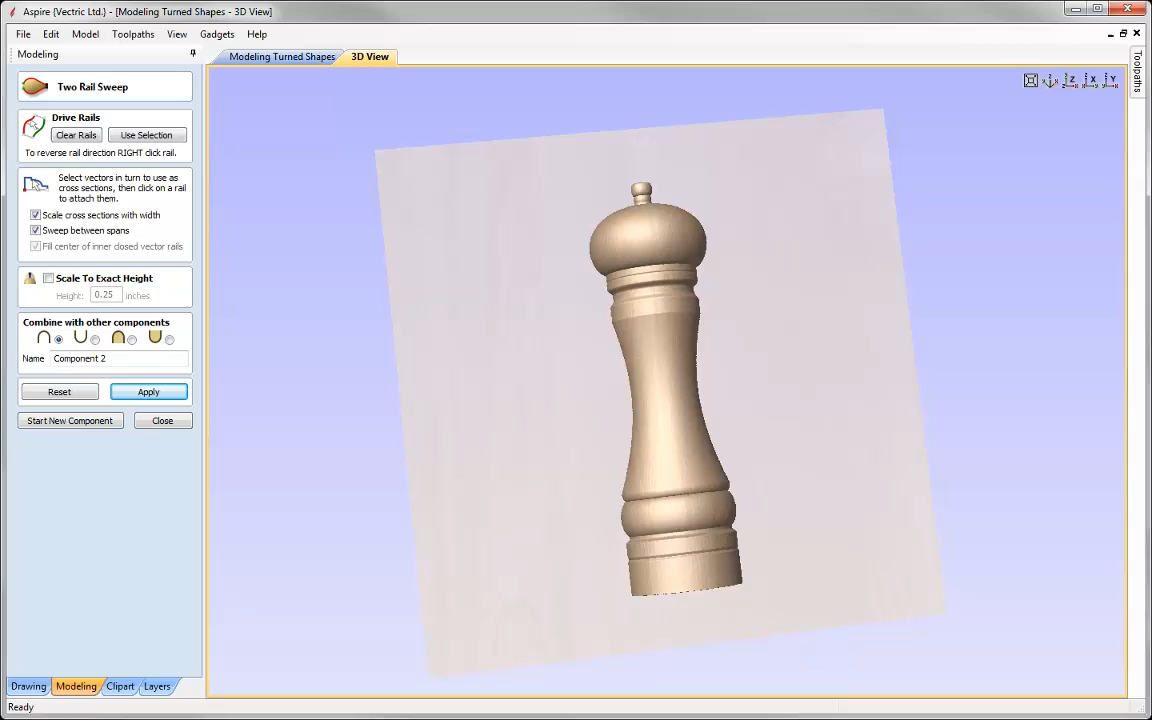 Aspire {Vectric Ltd.} - [Modeling Turned Shapes - 3D View]
File Edit Model Toolpaths View Gadgets Help
Modeling
Modeling Turned Shapes 3D View
Toolpaths
Two Rail Sweep
Z X Y
Drive Rails
Clear Rails Use Selection
To reverse rail direction RIGHT click rail.
Select vectors in turn to use as
cross sections, then click on a rail
to attach them.
Scale cross sections with width
Sweep between spans
Fill center of inner closed vector rails
Scale To Exact Height
Height: 0.25 inches
Combine with other components
Name Component 2
Reset Apply
Start New Component Close
Drawing Modeling Clipart Layers
Ready